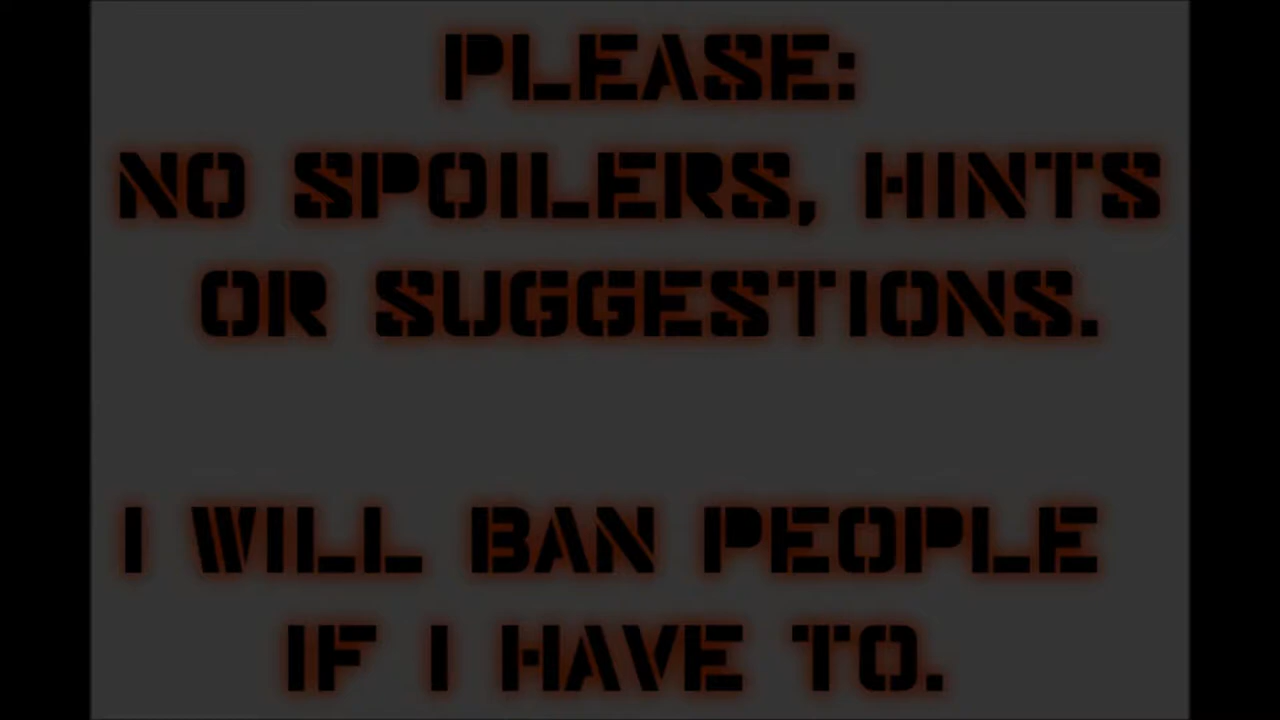 PLEASE:
NO SPOILERS, HINTS
OR SUGGESTIONS.
I WILL BAN PEOPLE
IF I HAVE TO.